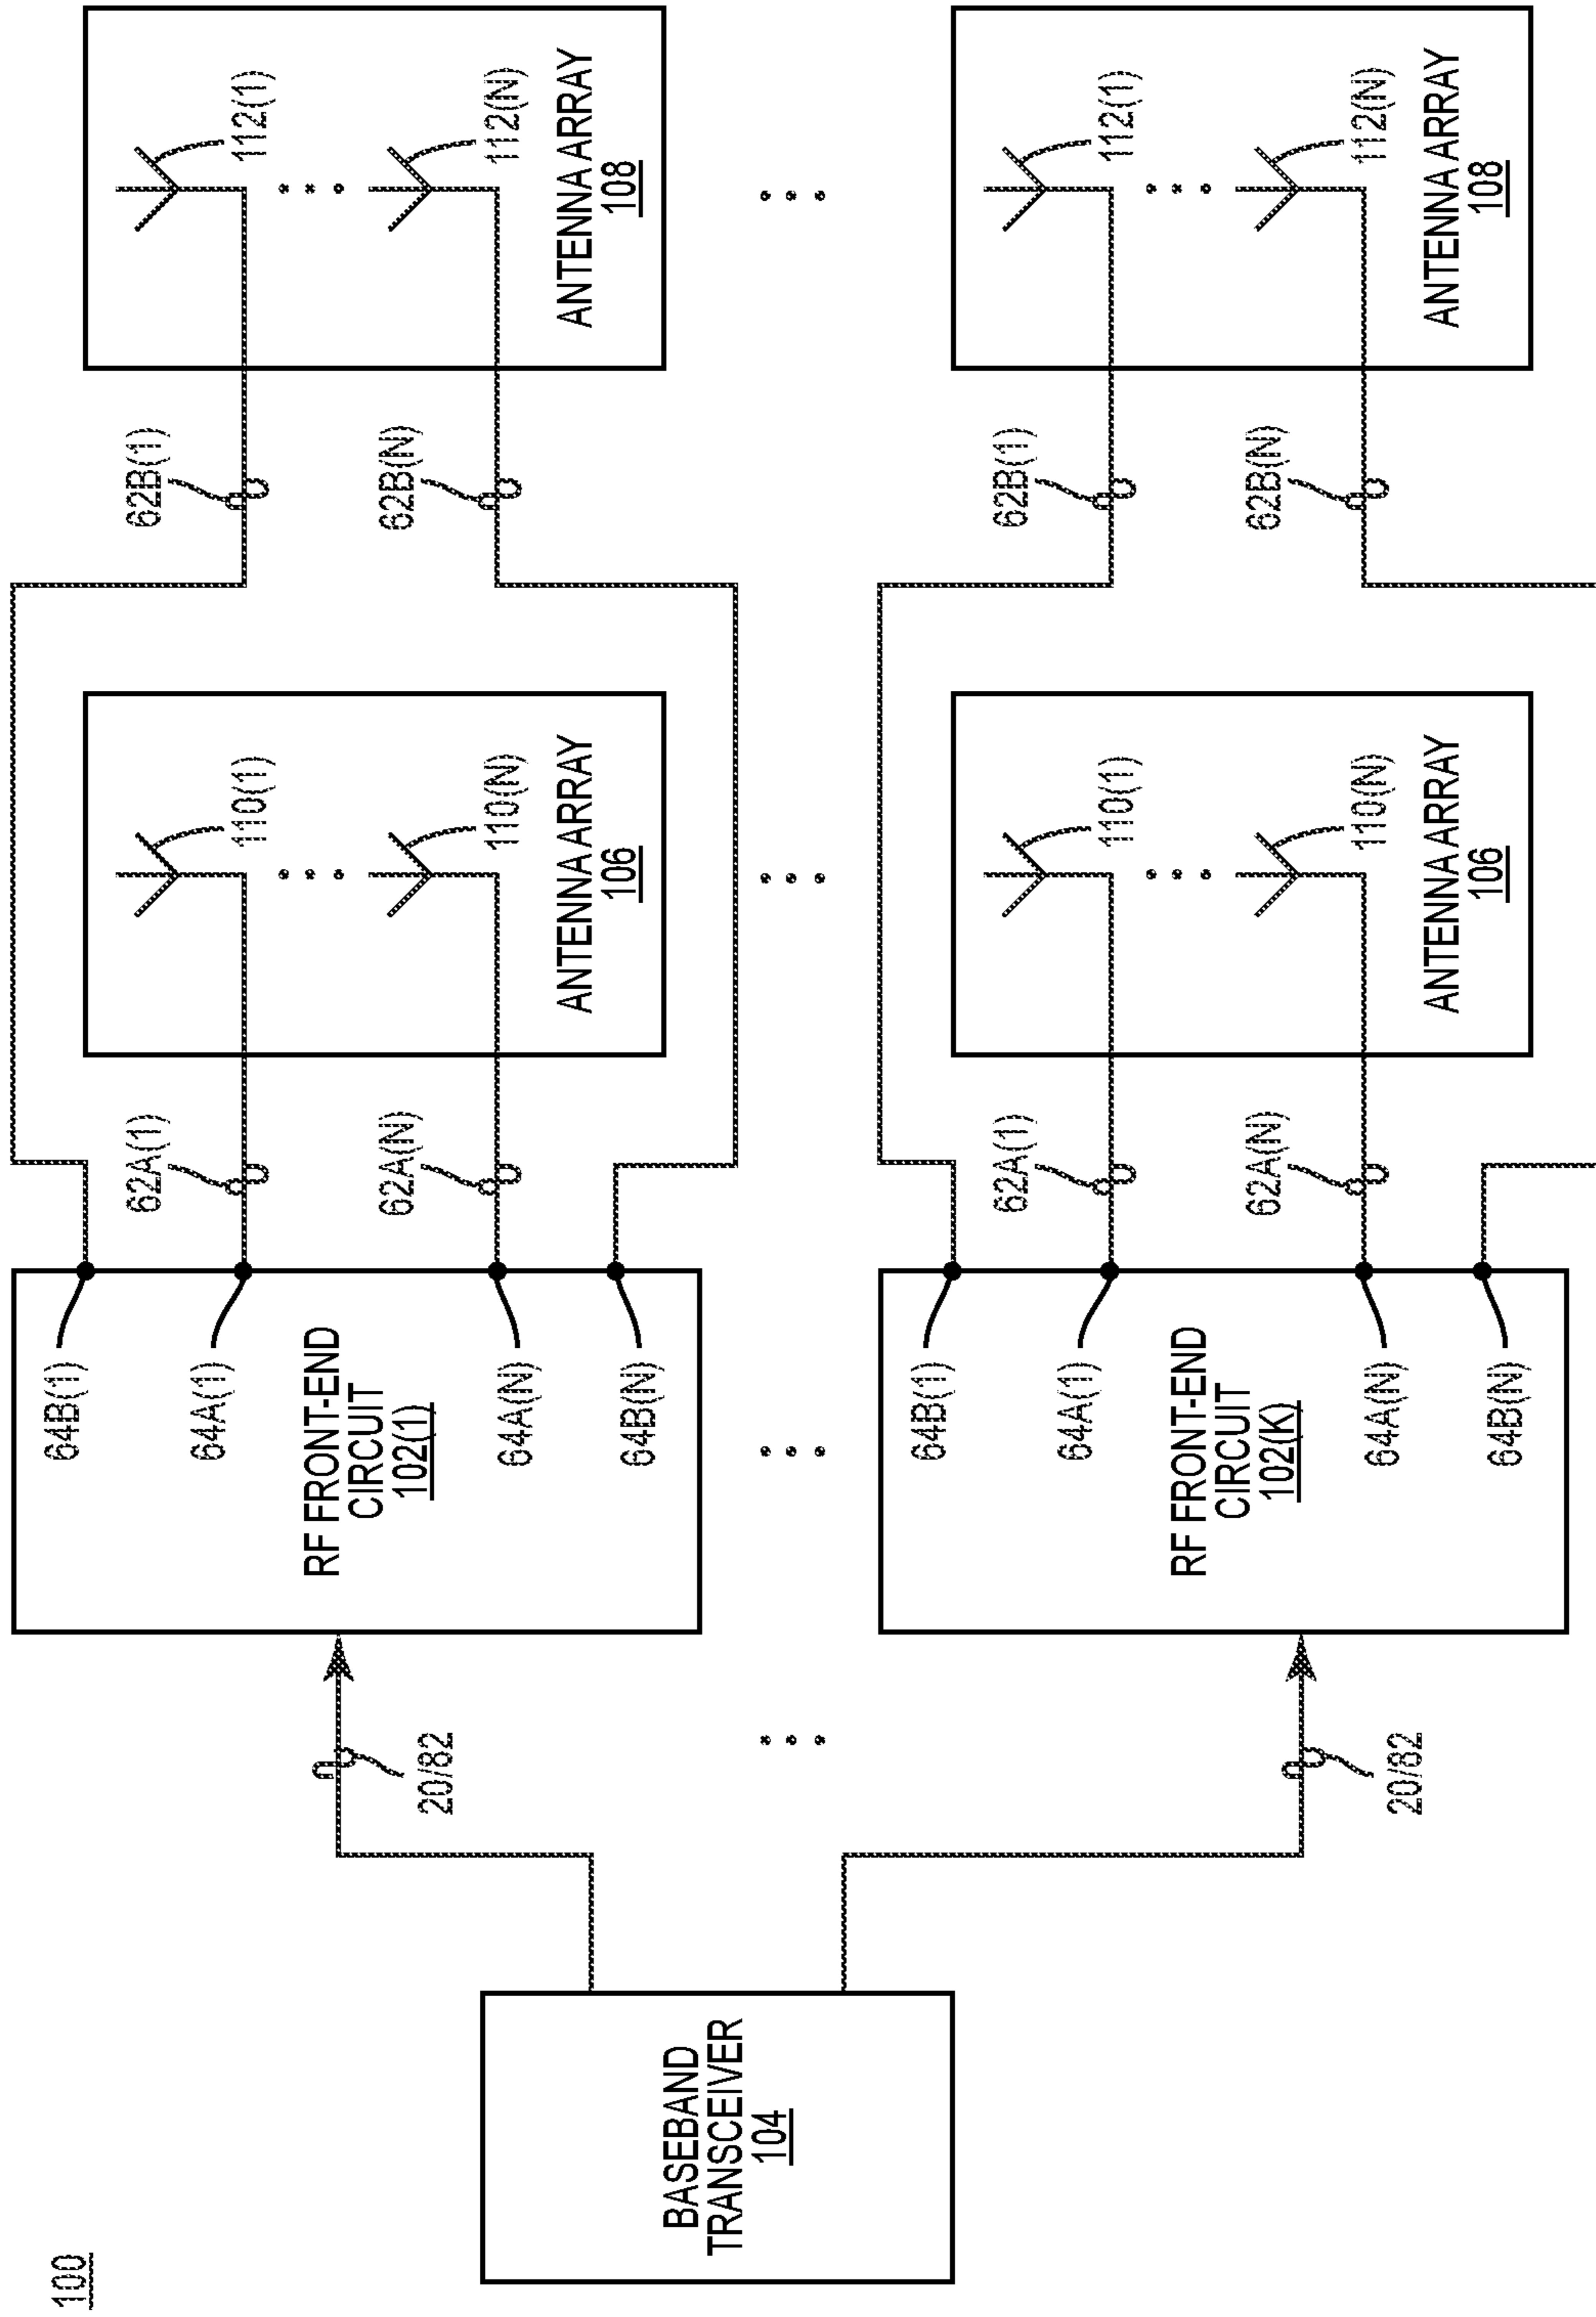 100
BASEBAND
TRANSCEIVER
104
20/82
20/82
RF FRONT-END
CIRCUIT
102(1)
64B(1)
64A(1)
64A(N)
64B(N)
62A(1)
62A(N)
110(1)
110(N)
ANTENNA ARRAY
106
62B(1)
62B(N)
112(1)
112(N)
ANTENNA ARRAY
108
RF FRONT-END
CIRCUIT
102(K)
64B(1)
64A(1)
64A(N)
64B(N)
62A(1)
62A(N)
110(1)
110(N)
ANTENNA ARRAY
106
62B(1)
62B(N)
112(1)
112(N)
ANTENNA ARRAY
108